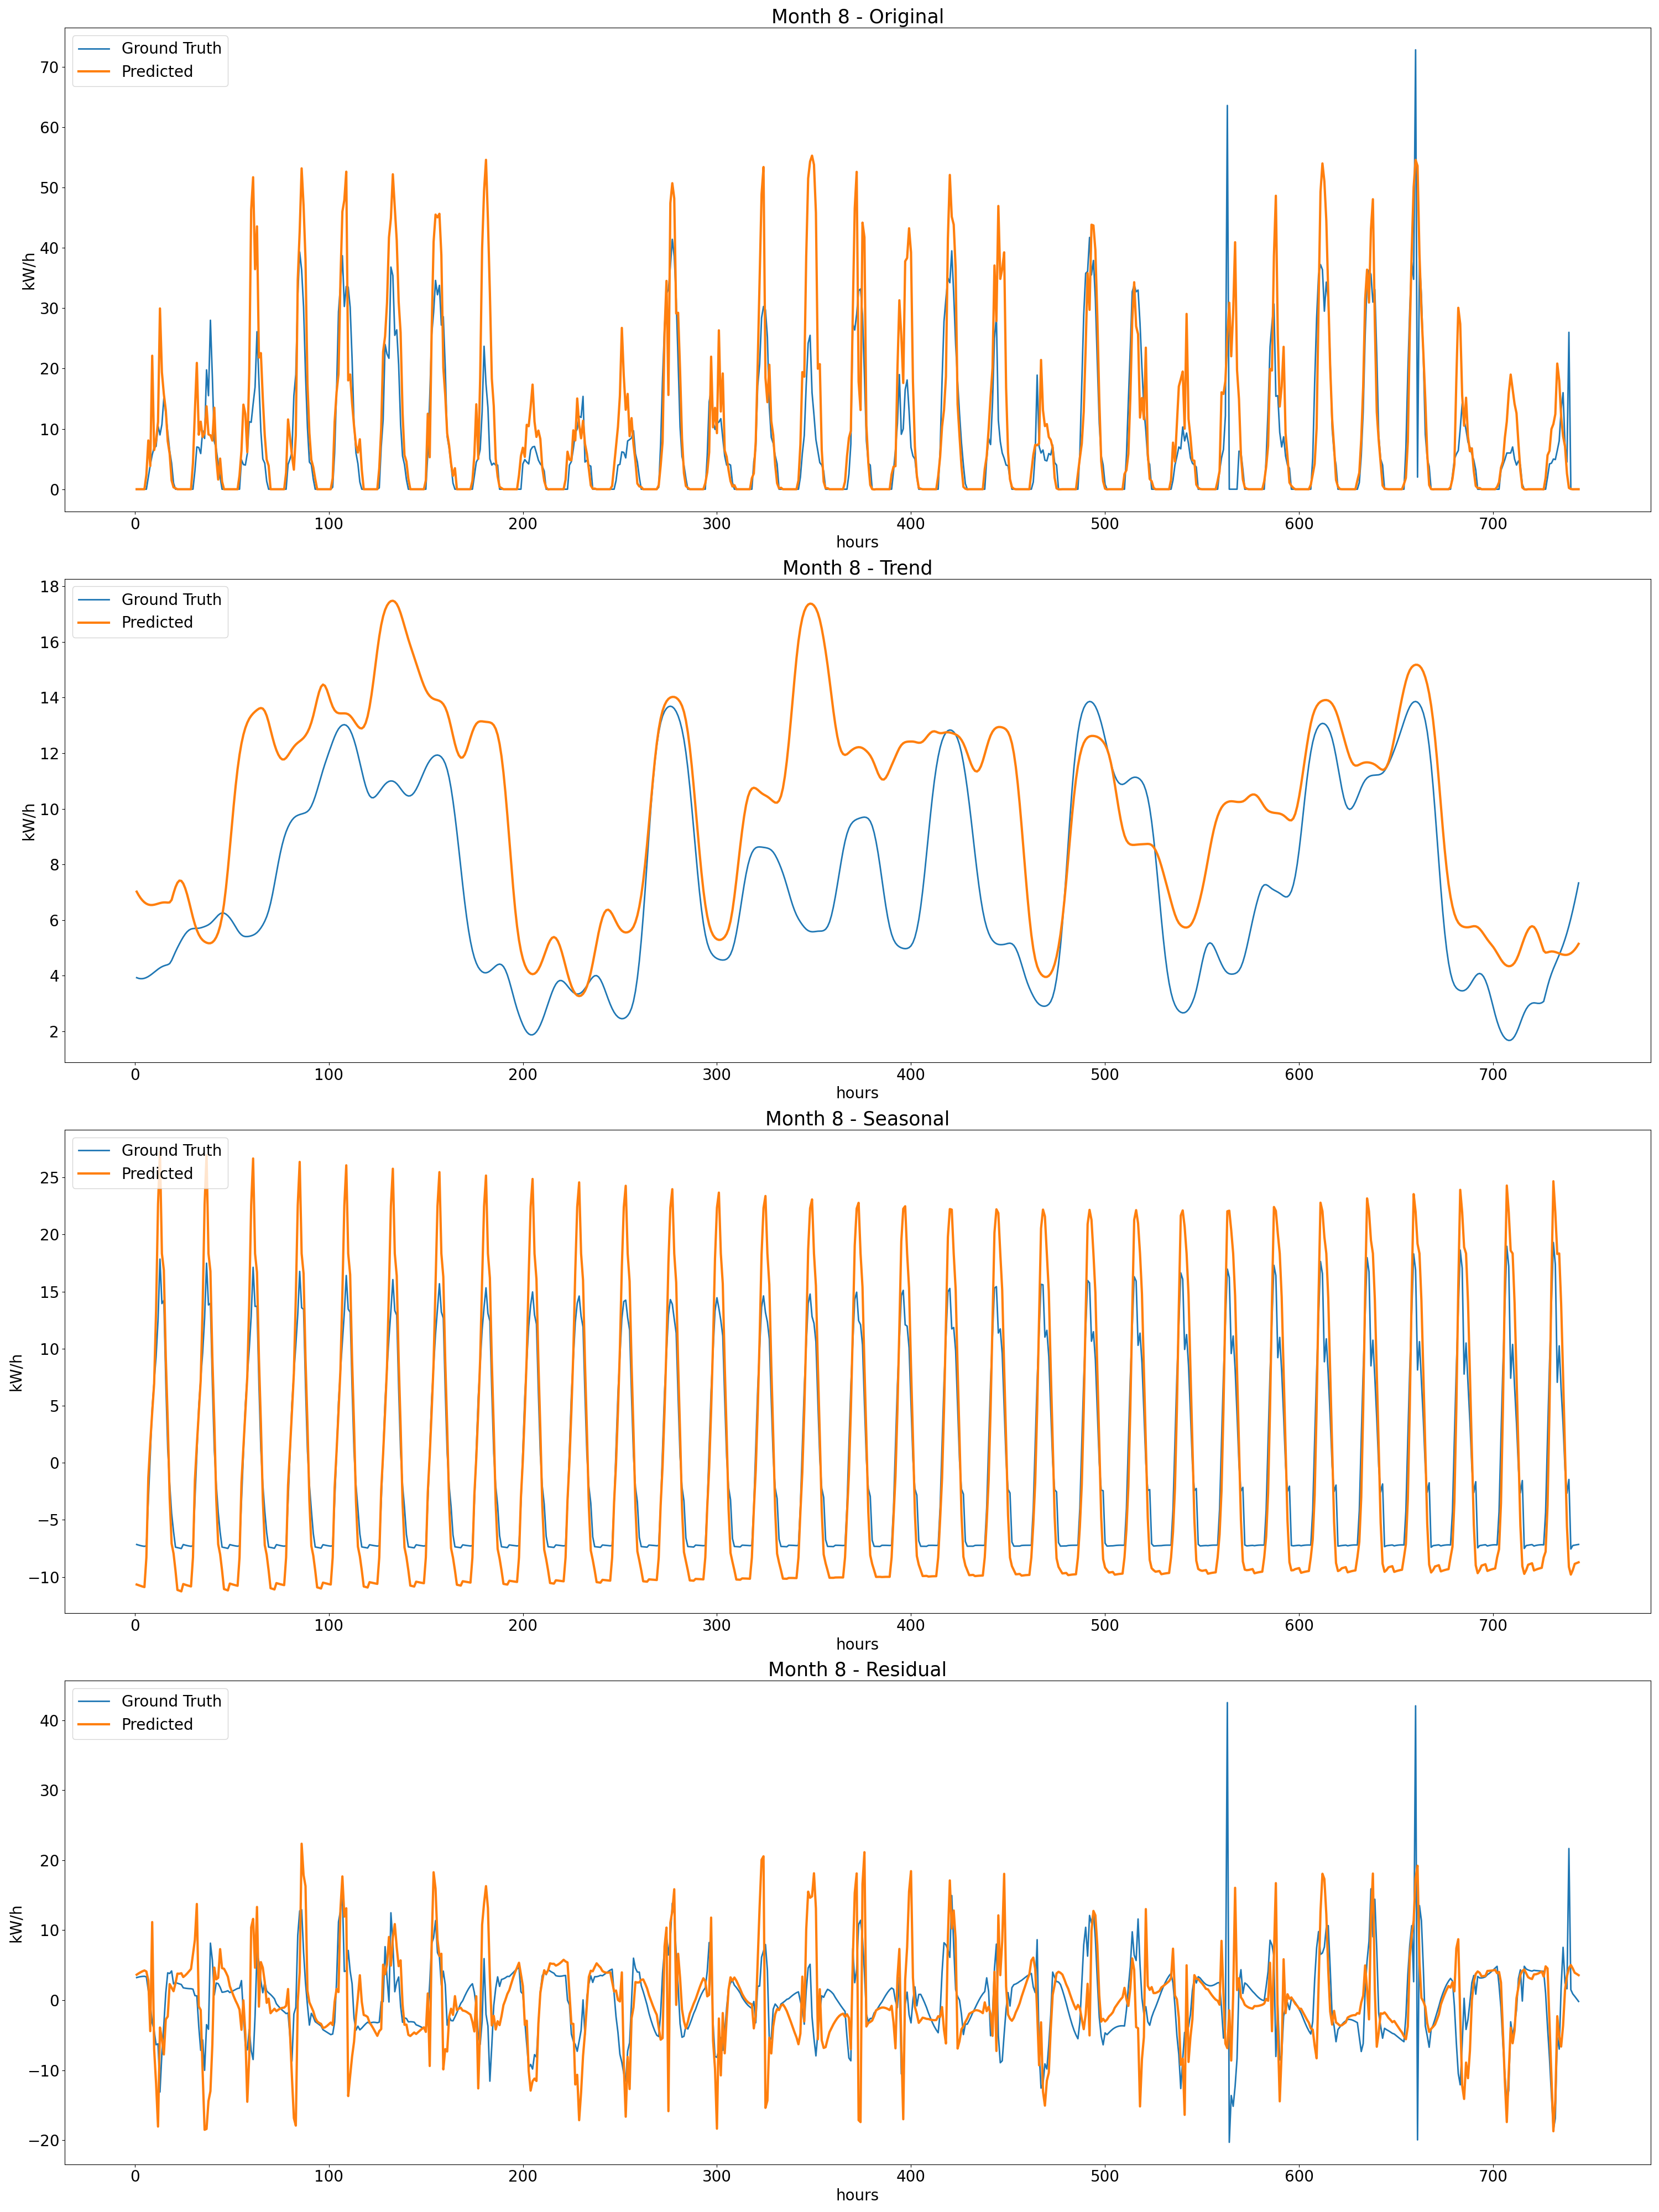 Month 8 - Original
Ground Truth
Predicted
70
60
50
40
30
20
10
0
kW/h
0 100 200 300 400 500 600 700
hours
Month 8 - Trend
Ground Truth
Predicted
18
16
14
12
10
8
6
4
2
kW/h
0 100 200 300 400 500 600 700
hours
Month 8 - Seasonal
Ground Truth
Predicted
25
20
15
10
5
0
−5
−10
kW/h
0 100 200 300 400 500 600 700
hours
Month 8 - Residual
Ground Truth
Predicted
40
30
20
10
0
−10
−20
kW/h
0 100 200 300 400 500 600 700
hours